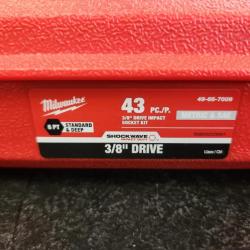 Milwaukee
43 PC./P.
49-66-7009
3/8" DRIVE IMPACT
SOCKET KIT
METRIC & SAE
6 PT
STANDARD
& DEEP
SHOCKWAVE
3/8" DRIVE